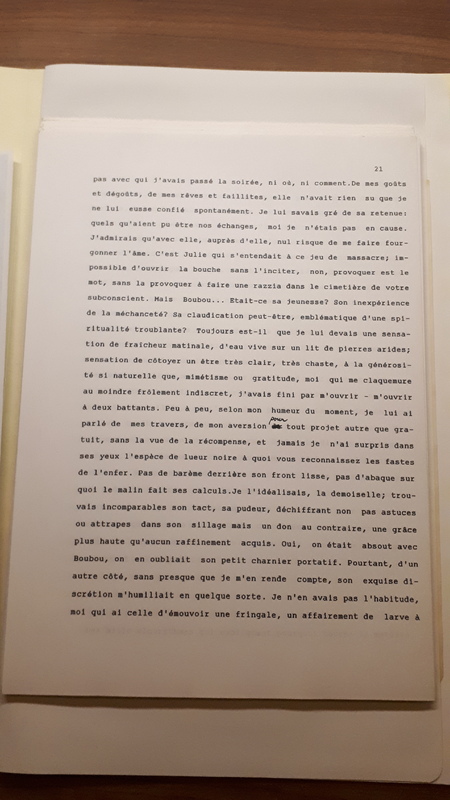 21
pas avec qui j'avais passé la soirée, ni où, ni comment.De mes goûts
et dégoûts, de mes rêves et faillites, elle n'avait rien su que je
ne lui eusse confié spontanément. Je lui savais gré de sa retenue:
quels qu'aient pu être nos échanges, moi je n'étais pas en cause.
J'admirais qu'avec elle, auprès d'elle, nul risque de me faire four-
gonner l'âme. C'est Julie qui s'entendait à ce jeu de massacre; im-
possible d'ouvrir la bouche sans l'inciter, non, provoquer est le
mot, sans la provoquer à faire une razzia dans le cimetière de votre
subconscient. Mais Boubou... Etait-ce sa jeunesse? Son inexpérience
de la méchanceté? Sa claudication peut-être, emblématique d'une spi-
ritualité troublante? Toujours est-il que je lui devais une sensa-
tion de fraîcheur matinale, d'eau vive sur un lit de pierres arides;
sensation de côtoyer un être très clair, très chaste, à la générosi-
té si naturelle que, mimétisme ou gratitude, moi qui me claquemure
au moindre frôlement indiscret, j'avais fini par m'ouvrir - m'ouvrir
à deux battants. Peu à peu, selon mon humeur du moment, je lui ai
parlé de mes travers, de mon aversion pour tout projet autre que gra-
tuit, sans la vue de la récompense, et jamais je n'ai surpris dans
ses yeux l'espèce de lueur noire à quoi vous reconnaissez les fastes
de l'enfer. Pas de barème derrière son front lisse, pas d'abaque sur
quoi le malin fait ses calculs.Je l'idéalisais, la demoiselle; trou-
vais incomparables son tact, sa pudeur, déchiffrant non pas astuces
ou attrapes dans son sillage mais un don au contraire, une grâce
plus haute qu'aucun raffinement acquis. Oui, on était absout avec
Boubou, on en oubliait son petit charnier portatif. Pourtant, d'un
autre côté, sans presque que je m'en rende compte, son exquise di-
scrétion m'humiliait en quelque sorte. Je n'en avais pas l'habitude,
moi qui ai celle d'émouvoir une fringale, un affairement de larve à